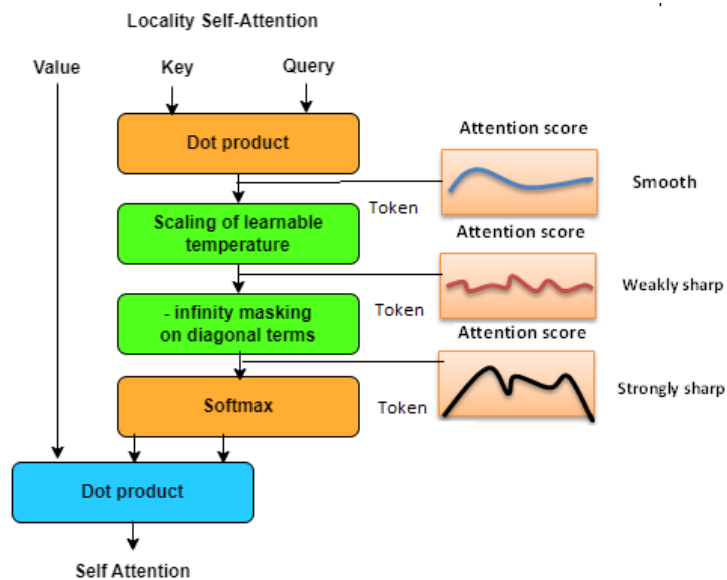 Locality Self-Attention
Value
Key
Query
Dot product
Attention score
Smooth
Token
Scaling of learnable
temperature
Attention score
Weakly sharp
Token
- infinity masking
on diagonal terms
Attention score
Strongly sharp
Token
Softmax
Dot product
Self Attention